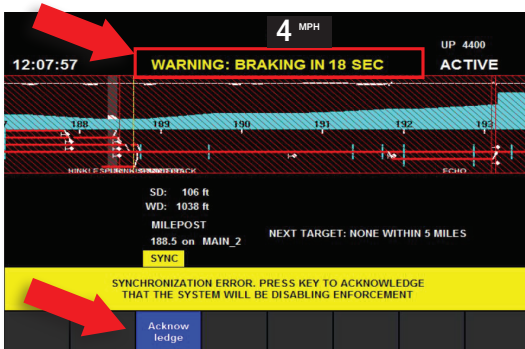 4 MPH
UP 4400
12:07:57 WARNING: BRAKING IN 18 SEC ACTIVE
188 189 190 191 192 193
ECHO
SD: 106 ft
WD: 1038 ft
MILEPOST
188.5 on MAIN_2 NEXT TARGET: NONE WITHIN 5 MILES
SYNC
SYNCHRONIZATION ERROR. PRESS KEY TO ACKNOWLEDGE
THAT THE SYSTEM WILL BE DISABLING ENFORCEMENT
Acknow
ledge